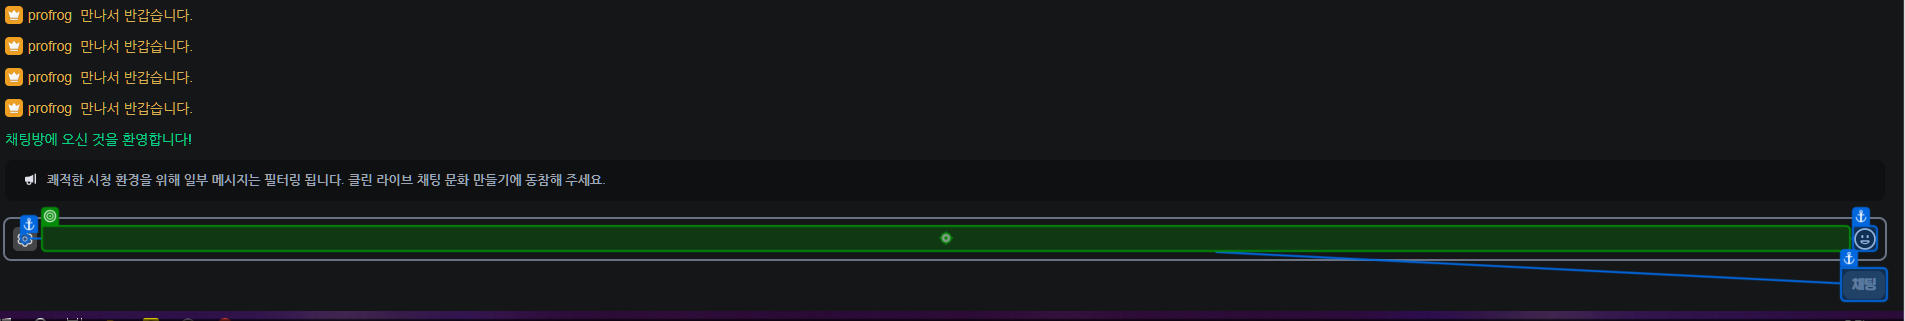 profrog 만나서 반갑습니다.
profrog 만나서 반갑습니다.
profrog 만나서 반갑습니다.
profrog 만나서 반갑습니다.
채팅방에 오신 것을 환영합니다!
쾌적한 시청 환경을 위해 일부 메시지는 필터링 됩니다. 클린 라이브 채팅 문화 만들기에 동참해 주세요.
채팅